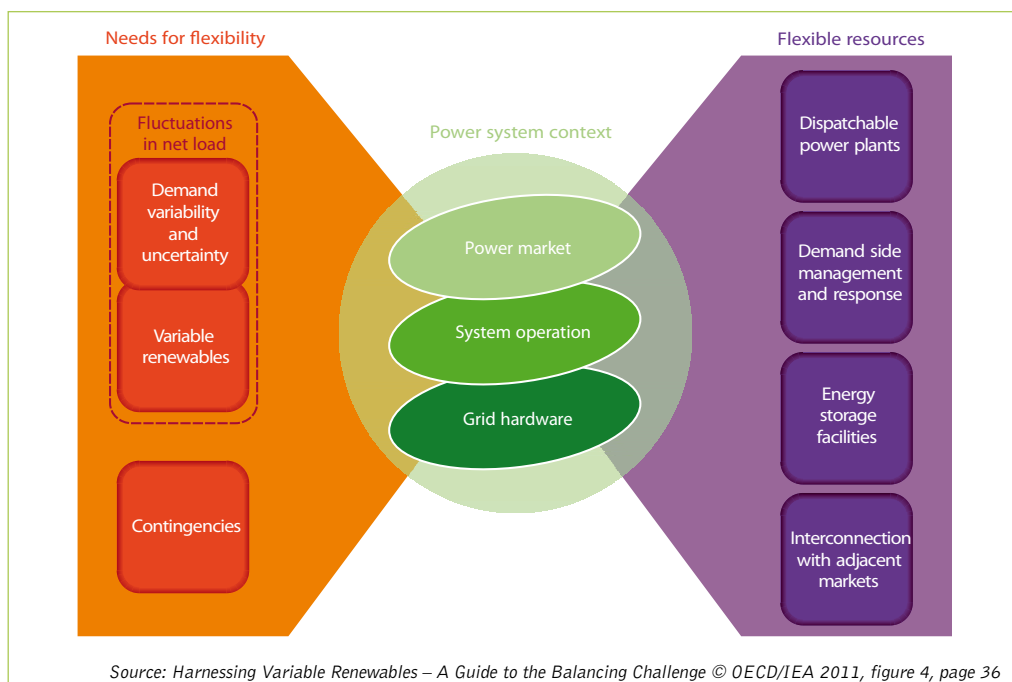 Needs for flexibility
Fluctuations
in net load
Demand
variability
and
uncertainty
Variable
renewables
Contingencies
Power system context
Power market
System operation
Grid hardware
Flexible resources
Dispatchable
power plants
Demand side
management
and response
Energy
storage
facilities
Interconnection
with adjacent
markets
Source: Harnessing Variable Renewables – A Guide to the Balancing Challenge © OECD/IEA 2011, figure 4, page 36